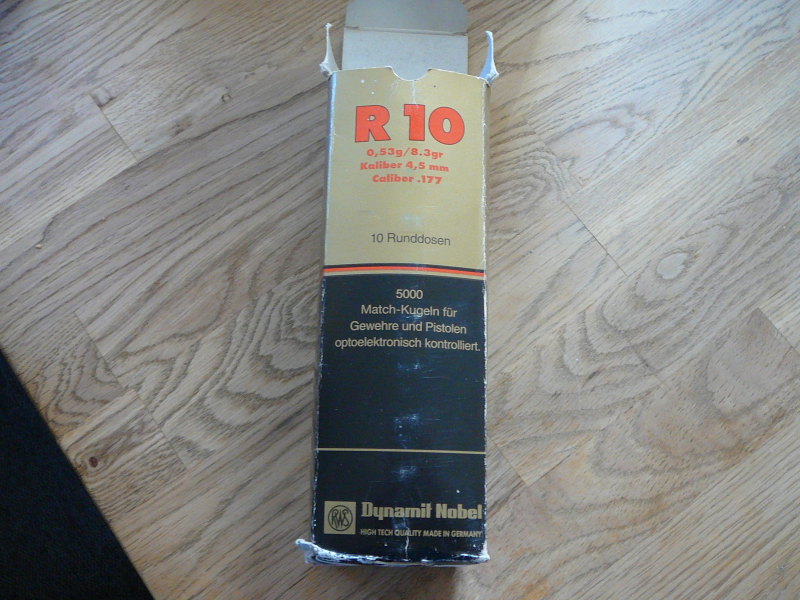 R 10
0,53g/8.3gr
Kaliber 4,5 mm
Caliber .177
10 Runddosen
5000
Match-Kugeln für
Gewehre und Pistolen
optoelektronisch kontrolliert.
RWS
Dynamit Nobel
HIGH TECH QUALITY MADE IN GERMANY